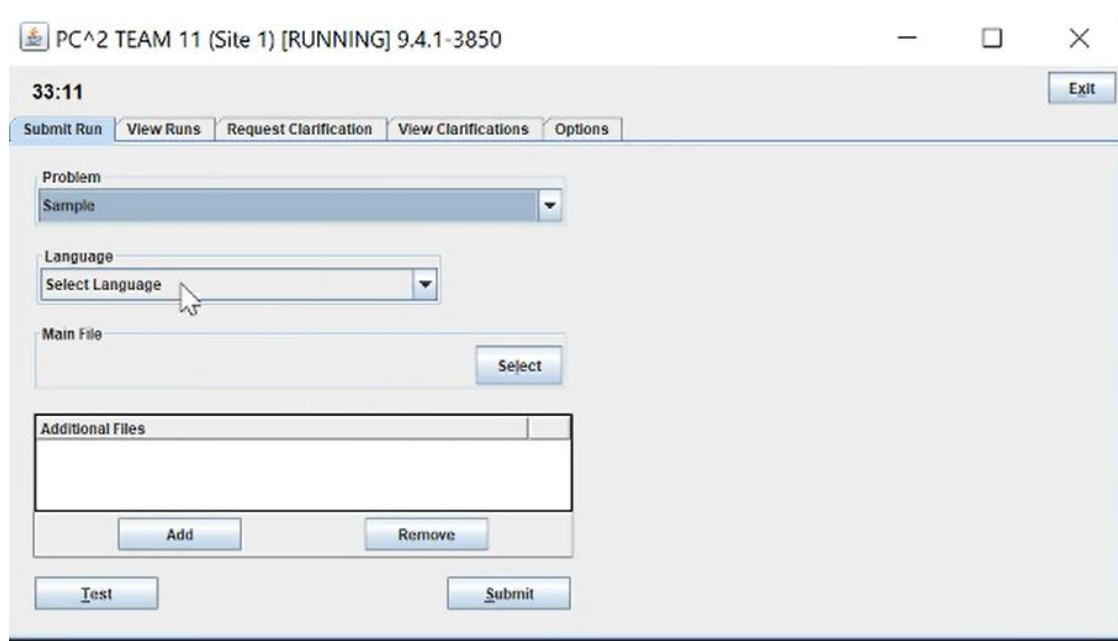 PC^2 TEAM 11 (Site 1) [RUNNING] 9.4.1-3850
33:11
Exit
Submit Run View Runs Request Clarification View Clarifications Options
Problem
Sample
Language
Select Language
Main File
Select
Additional Files
Add Remove
Test Submit